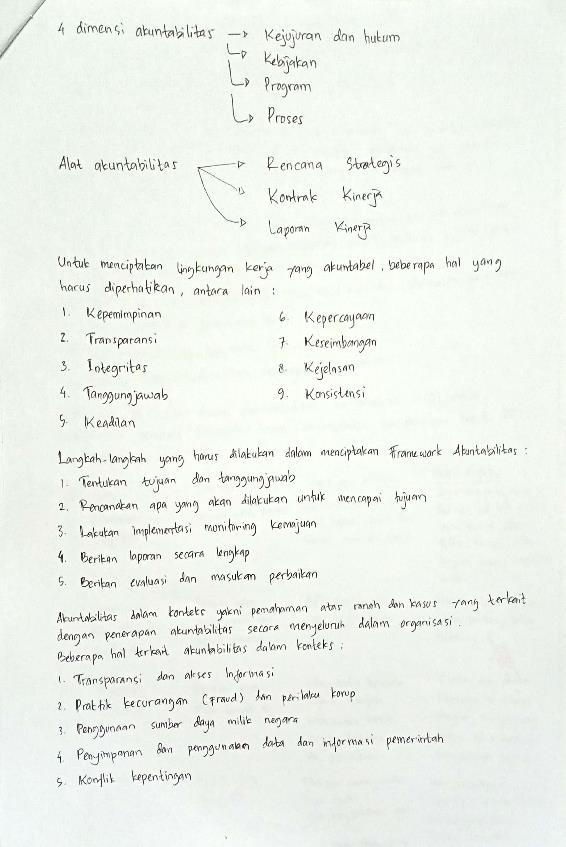 4 dimensi akuntabilitas → Kejujuran dan hukum
Kebijakan
Program
Proses
Alat akuntabilitas → Rencana Strategis
Kontrak Kinerja
Laporan Kinerja
Untuk menciptakan lingkungan kerja yang akuntabel, beberapa hal yang
harus diperhatikan, antara lain :
1. Kepemimpinan
2. Transparansi
3. Integritas
4. Tanggungjawab
5. Keadilan
6. Kepercayaan
7. Keseimbangan
8. Kejelasan
9. Konsistensi
Langkah-langkah yang harus dilakukan dalam menciptakan Framework Akuntabilitas :
1. Tentukan tujuan dan tanggungjawab
2. Rencanakan apa yang akan dilakukan untuk mencapai tujuan
3. Lakukan implementasi monitoring kemajuan
4. Berikan laporan secara lengkap
5. Berikan evaluasi dan masukan perbaikan
Akuntabilitas dalam konteks yakni pemahaman atas ranah dan kasus yang terkait
dengan penerapan akuntabilitas secara menyeluruh dalam organisasi.
Beberapa hal terkait akuntabilitas dalam konteks :
1. Transparansi dan akses Informasi
2. Praktik kecurangan (Fraud) dan perilaku korup
3. Penggunaan sumber daya milik negara
4. Penyimpanan dan penggunaan data dan informasi pemerintah
5. Konflik kepentingan